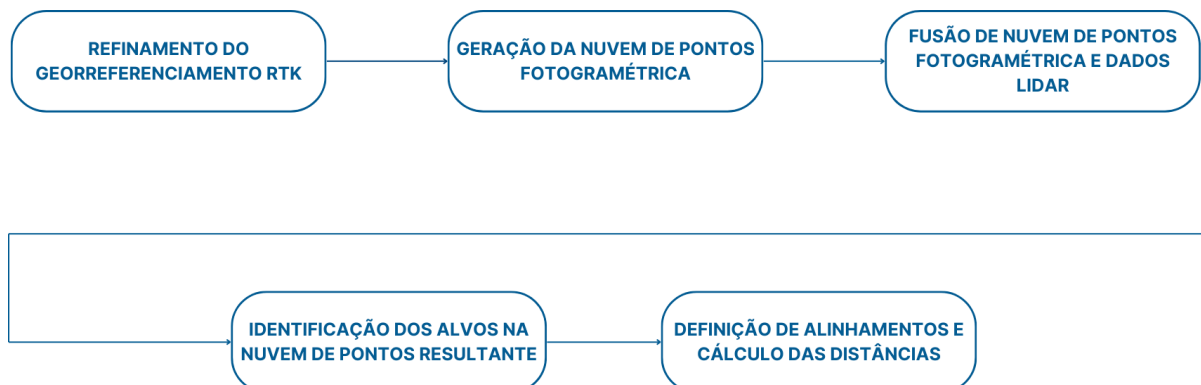 REFINAMENTO DO
GEORREFERENCIAMENTO RTK
GERAÇÃO DA NUVEM DE PONTOS
FOTOGRAMÉTRICA
FUSÃO DE NUVEM DE PONTOS
FOTOGRAMÉTRICA E DADOS
LIDAR
IDENTIFICAÇÃO DOS ALVOS NA
NUVEM DE PONTOS RESULTANTE
DEFINIÇÃO DE ALINHAMENTOS E
CÁLCULO DAS DISTÂNCIAS